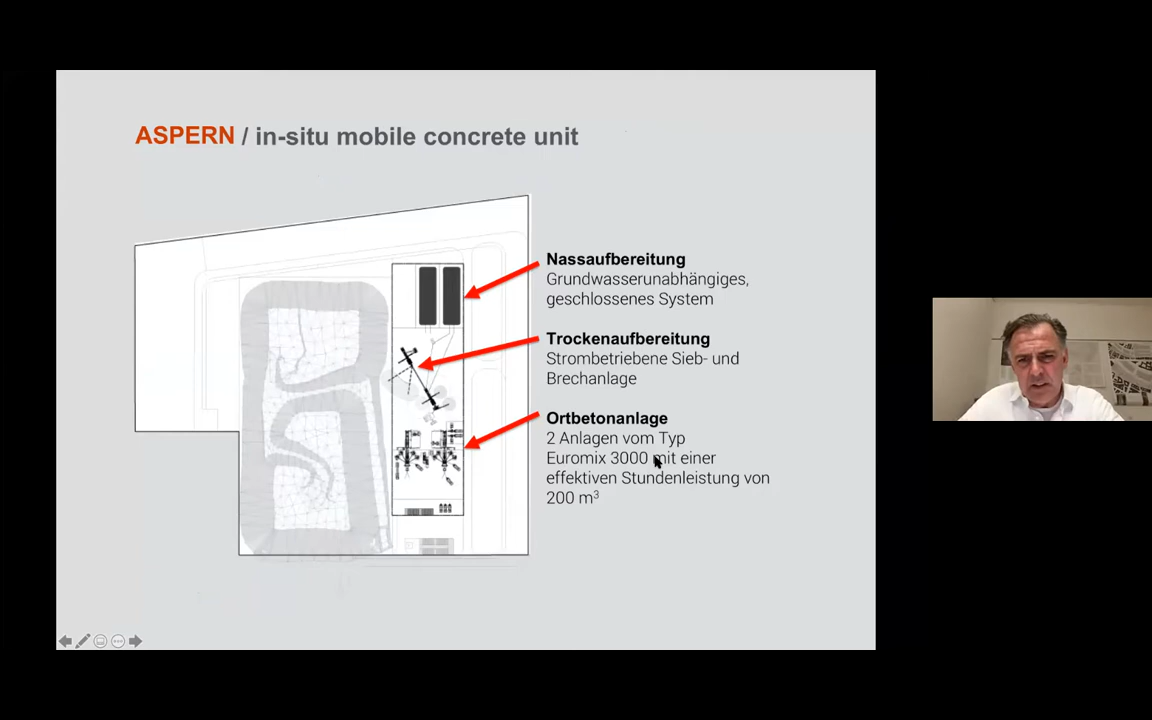 ASPERN / in-situ mobile concrete unit
Nassaufbereitung
Grundwasserunabhängiges,
geschlossenes System
Trockenaufbereitung
Strombetriebene Sieb- und
Brechanlage
Ortbetonanlage
2 Anlagen vom Typ
Euromix 3000 mit einer
effektiven Stundenleistung von
200 m³